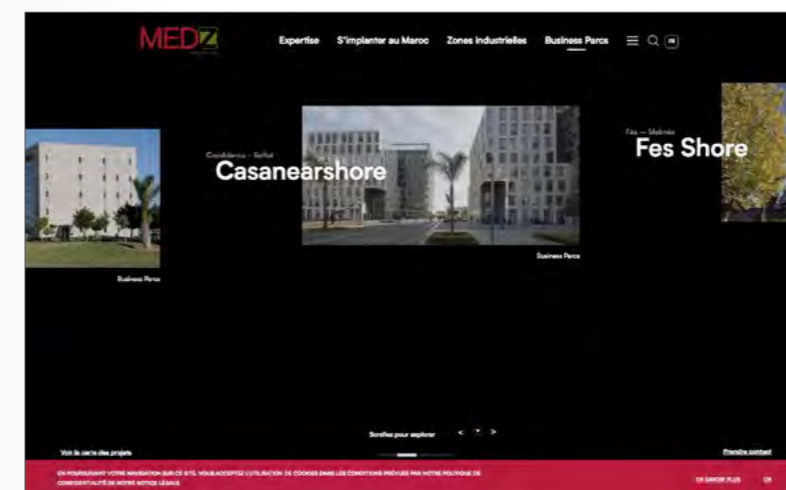 MEDZ
Expertise S'implanter au Maroc Zones industrielles Business Parcs FR
Casablanca - Settat
Casanearshore
Fès — Meknès
Fes Shore
Business Parcs
Business Parcs
Scrollez pour explorer < >
Voir la carte des projets
Prendre contact
EN POURSUIVANT VOTRE NAVIGATION SUR CE SITE, VOUS ACCEPTEZ L'UTILISATION DE COOKIES DANS LES CONDITIONS PRÉVUES PAR NOTRE POLITIQUE DE
CONFIDENTIALITÉ DE NOTRE NOTICE LÉGALE
EN SAVOIR PLUS OK